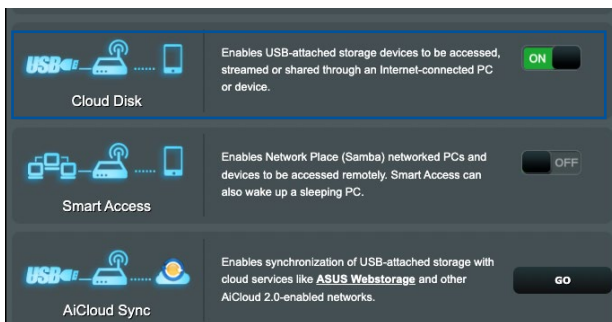 USB
Enables USB-attached storage devices to be accessed,
streamed or shared through an Internet-connected PC
or device.
ON
Cloud Disk
Enables Network Place (Samba) networked PCs and
devices to be accessed remotely. Smart Access can
also wake up a sleeping PC.
OFF
Smart Access
USB
Enables synchronization of USB-attached storage with
cloud services like ASUS Webstorage and other
AiCloud 2.0-enabled networks.
GO
AiCloud Sync